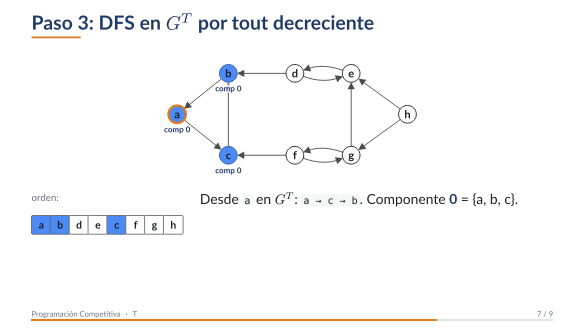 Paso 3: DFS en G^T por tout decreciente
b
comp 0
d
e
a
comp 0
h
c
comp 0
f
g
orden:
a b d e c f g h
Desde a en G^T: a → c → b. Componente 0 = {a, b, c}.
Programación Competitiva · T
7 / 9